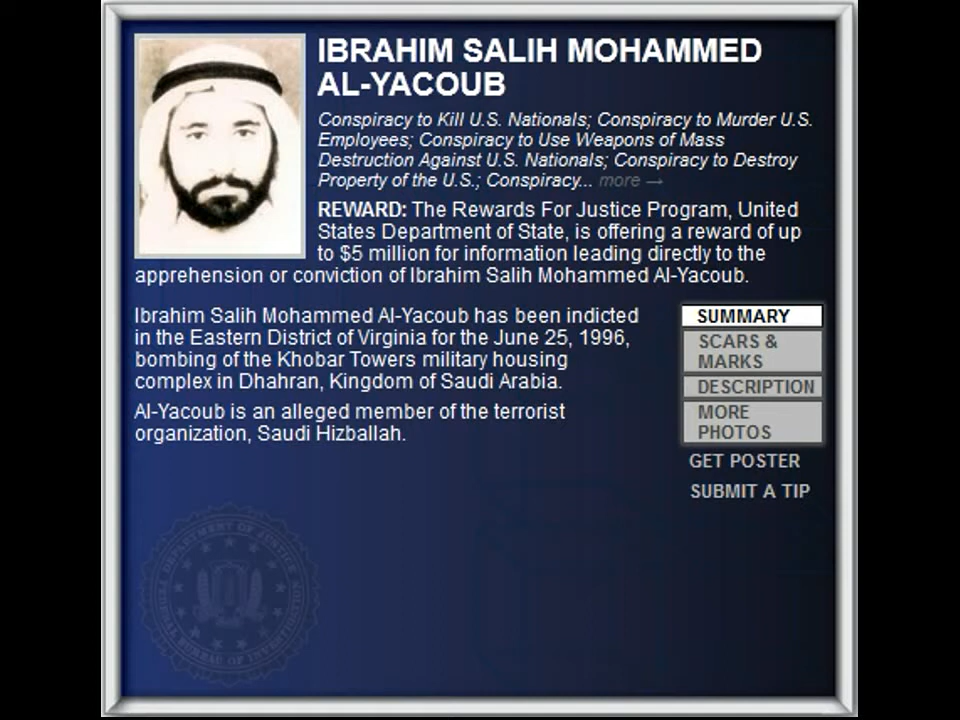 IBRAHIM SALIH MOHAMMED
AL-YACOUB
Conspiracy to Kill U.S. Nationals; Conspiracy to Murder U.S.
Employees; Conspiracy to Use Weapons of Mass
Destruction Against U.S. Nationals; Conspiracy to Destroy
Property of the U.S.; Conspiracy... more →
REWARD: The Rewards For Justice Program, United
States Department of State, is offering a reward of up
to $5 million for information leading directly to the
apprehension or conviction of Ibrahim Salih Mohammed Al-Yacoub.
Ibrahim Salih Mohammed Al-Yacoub has been indicted
in the Eastern District of Virginia for the June 25, 1996,
bombing of the Khobar Towers military housing
complex in Dhahran, Kingdom of Saudi Arabia.
Al-Yacoub is an alleged member of the terrorist
organization, Saudi Hizballah.
SUMMARY
SCARS &
MARKS
DESCRIPTION
MORE
PHOTOS
GET POSTER
SUBMIT A TIP
DEPARTMENT OF JUSTICE
BUREAU OF INVESTIGATION